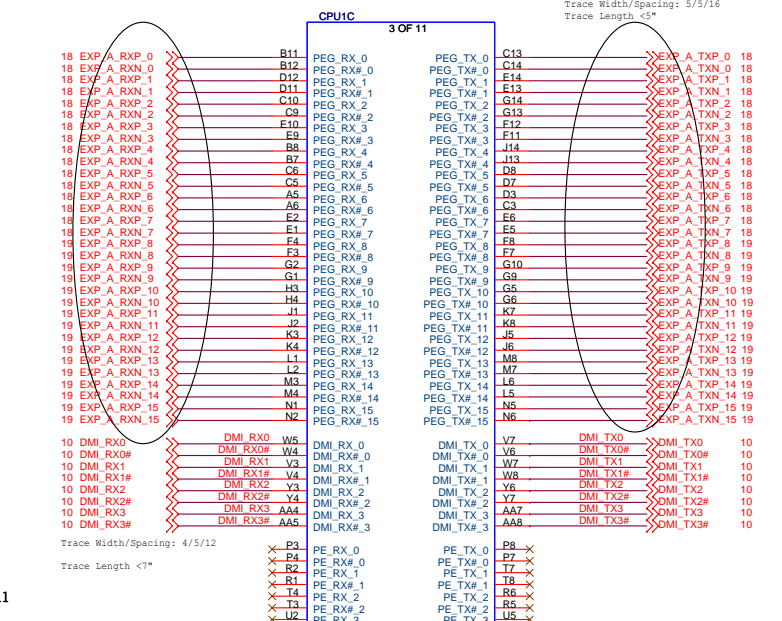 Trace Width/Spacing: 5/5/16
Trace Length <5"
CPU1C
3 OF 11
18 EXP_A_RXP_0 B11 PEG_RX_0 PEG_TX_0 C13 EXP_A_TXP_0 18
18 EXP_A_RXN_0 B12 PEG_RX#_0 PEG_TX#_0 C14 EXP_A_TXN_0 18
18 EXP_A_RXP_1 D12 PEG_RX_1 PEG_TX_1 E14 EXP_A_TXP_1 18
18 EXP_A_RXN_1 D11 PEG_RX#_1 PEG_TX#_1 E13 EXP_A_TXN_1 18
18 EXP_A_RXP_2 C10 PEG_RX_2 PEG_TX_2 G14 EXP_A_TXP_2 18
18 EXP_A_RXN_2 C9 PEG_RX#_2 PEG_TX#_2 G13 EXP_A_TXN_2 18
18 EXP_A_RXP_3 E10 PEG_RX_3 PEG_TX_3 F12 EXP_A_TXP_3 18
18 EXP_A_RXN_3 E9 PEG_RX#_3 PEG_TX#_3 F11 EXP_A_TXN_3 18
18 EXP_A_RXP_4 B8 PEG_RX_4 PEG_TX_4 J14 EXP_A_TXP_4 18
18 EXP_A_RXN_4 B7 PEG_RX#_4 PEG_TX#_4 J13 EXP_A_TXN_4 18
18 EXP_A_RXP_5 C6 PEG_RX_5 PEG_TX_5 D8 EXP_A_TXP_5 18
18 EXP_A_RXN_5 C5 PEG_RX#_5 PEG_TX#_5 D7 EXP_A_TXN_5 18
18 EXP_A_RXP_6 A5 PEG_RX_6 PEG_TX_6 D3 EXP_A_TXP_6 18
18 EXP_A_RXN_6 A6 PEG_RX#_6 PEG_TX#_6 C3 EXP_A_TXN_6 18
18 EXP_A_RXP_7 E2 PEG_RX_7 PEG_TX_7 E6 EXP_A_TXP_7 18
18 EXP_A_RXN_7 E1 PEG_RX#_7 PEG_TX#_7 E5 EXP_A_TXN_7 18
19 EXP_A_RXP_8 F4 PEG_RX_8 PEG_TX_8 F8 EXP_A_TXP_8 19
19 EXP_A_RXN_8 F3 PEG_RX#_8 PEG_TX#_8 F7 EXP_A_TXN_8 19
19 EXP_A_RXP_9 G2 PEG_RX_9 PEG_TX_9 G10 EXP_A_TXP_9 19
19 EXP_A_RXN_9 G1 PEG_RX#_9 PEG_TX#_9 G9 EXP_A_TXN_9 19
19 EXP_A_RXP_10 H3 PEG_RX_10 PEG_TX_10 G5 EXP_A_TXP_10 19
19 EXP_A_RXN_10 H4 PEG_RX#_10 PEG_TX#_10 G6 EXP_A_TXN_10 19
19 EXP_A_RXP_11 J1 PEG_RX_11 PEG_TX_11 K7 EXP_A_TXP_11 19
19 EXP_A_RXN_11 J2 PEG_RX#_11 PEG_TX#_11 K8 EXP_A_TXN_11 19
19 EXP_A_RXP_12 K3 PEG_RX_12 PEG_TX_12 J5 EXP_A_TXP_12 19
19 EXP_A_RXN_12 K4 PEG_RX#_12 PEG_TX#_12 J6 EXP_A_TXN_12 19
19 EXP_A_RXP_13 L1 PEG_RX_13 PEG_TX_13 M8 EXP_A_TXP_13 19
19 EXP_A_RXN_13 L2 PEG_RX#_13 PEG_TX#_13 M7 EXP_A_TXN_13 19
19 EXP_A_RXP_14 M3 PEG_RX_14 PEG_TX_14 L6 EXP_A_TXP_14 19
19 EXP_A_RXN_14 M4 PEG_RX#_14 PEG_TX#_14 L5 EXP_A_TXN_14 19
19 EXP_A_RXP_15 N1 PEG_RX_15 PEG_TX_15 N5 EXP_A_TXP_15 19
19 EXP_A_RXN_15 N2 PEG_RX#_15 PEG_TX#_15 N6 EXP_A_TXN_15 19
10 DMI_RX0 DMI_RX0 W5 DMI_RX_0 DMI_TX_0 V7 DMI_TX0 DMI_TX0 10
10 DMI_RX0# DMI_RX0# W4 DMI_RX#_0 DMI_TX#_0 V6 DMI_TX0# DMI_TX0# 10
10 DMI_RX1 DMI_RX1 V3 DMI_RX_1 DMI_TX_1 W7 DMI_TX1 DMI_TX1 10
10 DMI_RX1# DMI_RX1# V4 DMI_RX#_1 DMI_TX#_1 W8 DMI_TX1# DMI_TX1# 10
10 DMI_RX2 DMI_RX2 Y3 DMI_RX_2 DMI_TX_2 Y6 DMI_TX2 DMI_TX2 10
10 DMI_RX2# DMI_RX2# Y4 DMI_RX#_2 DMI_TX#_2 Y7 DMI_TX2# DMI_TX2# 10
10 DMI_RX3 DMI_RX3 AA4 DMI_RX_3 DMI_TX_3 AA7 DMI_TX3 DMI_TX3 10
10 DMI_RX3# DMI_RX3# AA5 DMI_RX#_3 DMI_TX#_3 AA8 DMI_TX3# DMI_TX3# 10
Trace Width/Spacing: 4/5/12
Trace Length <7"
P3 PE_RX_0 PE_TX_0 P8
P4 PE_RX#_0 PE_TX#_0 P7
R2 PE_RX_1 PE_TX_1 T7
R1 PE_RX#_1 PE_TX#_1 T8
T4 PE_RX_2 PE_TX_2 R6
T3 PE_RX#_2 PE_TX#_2 R5
U2 PE_RX_3 PE_TX_3 U5